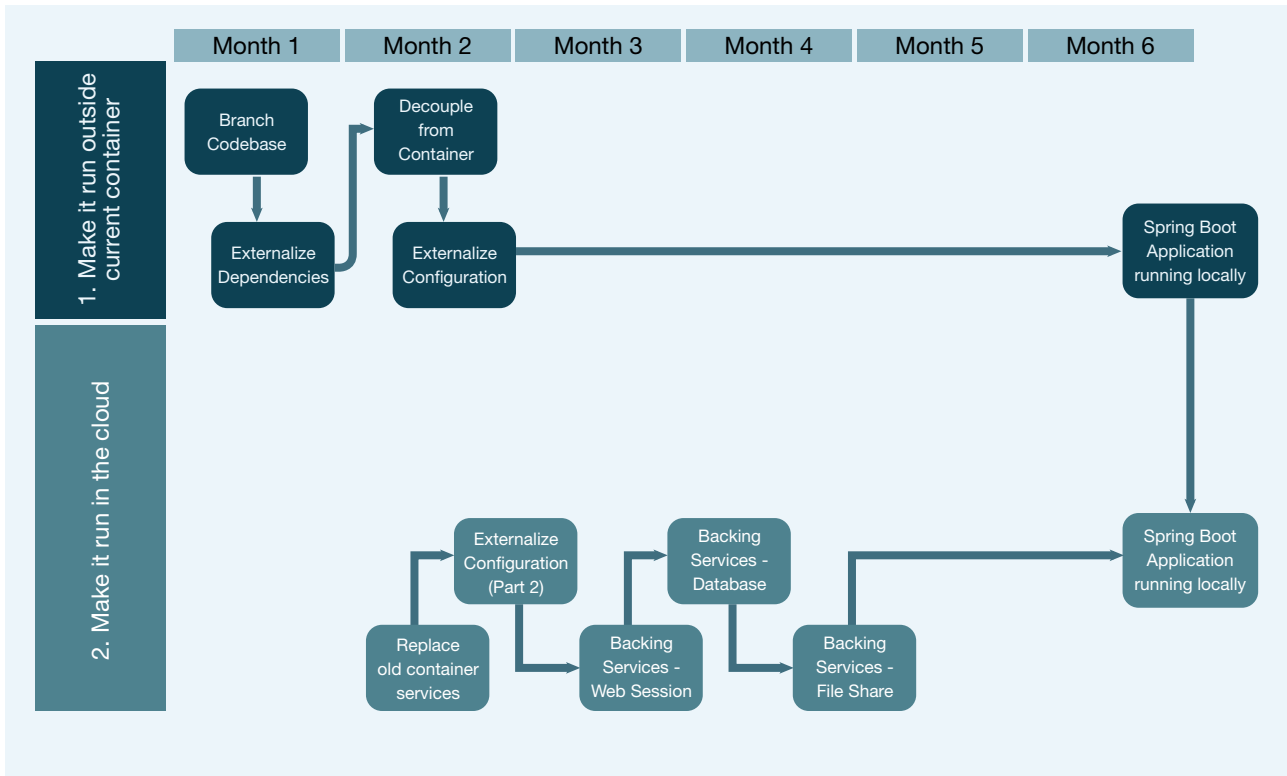 Month 1
Month 2
Month 3
Month 4
Month 5
Month 6
1. Make it run outside
current container
Branch
Codebase
Externalize
Dependencies
Decouple
from
Container
Externalize
Configuration
Spring Boot
Application
running locally
2. Make it run in the cloud
Replace
old container
services
Externalize
Configuration
(Part 2)
Backing
Services -
Web Session
Backing
Services -
Database
Backing
Services -
File Share
Spring Boot
Application
running locally